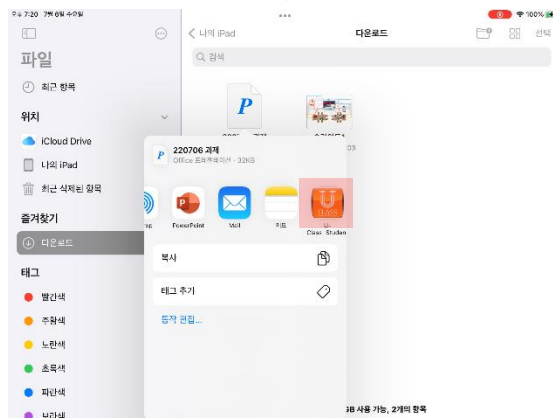 오후 7:20 7월 6일 수요일
100%
나의 iPad
다운로드
선택
파일
검색
최근 항목
위치
iCloud Drive
나의 iPad
최근 삭제된 항목
즐겨찾기
다운로드
태그
빨간색
주황색
노란색
초록색
파란색
보라색
P
P
220706 과제
Office 프레젠테이션 · 32KB
PowerPoint
Mail
메모
U-
Class_Studen
CLASS
복사
태그 추가
동작 편집...
GB 사용 가능, 2개의 항목